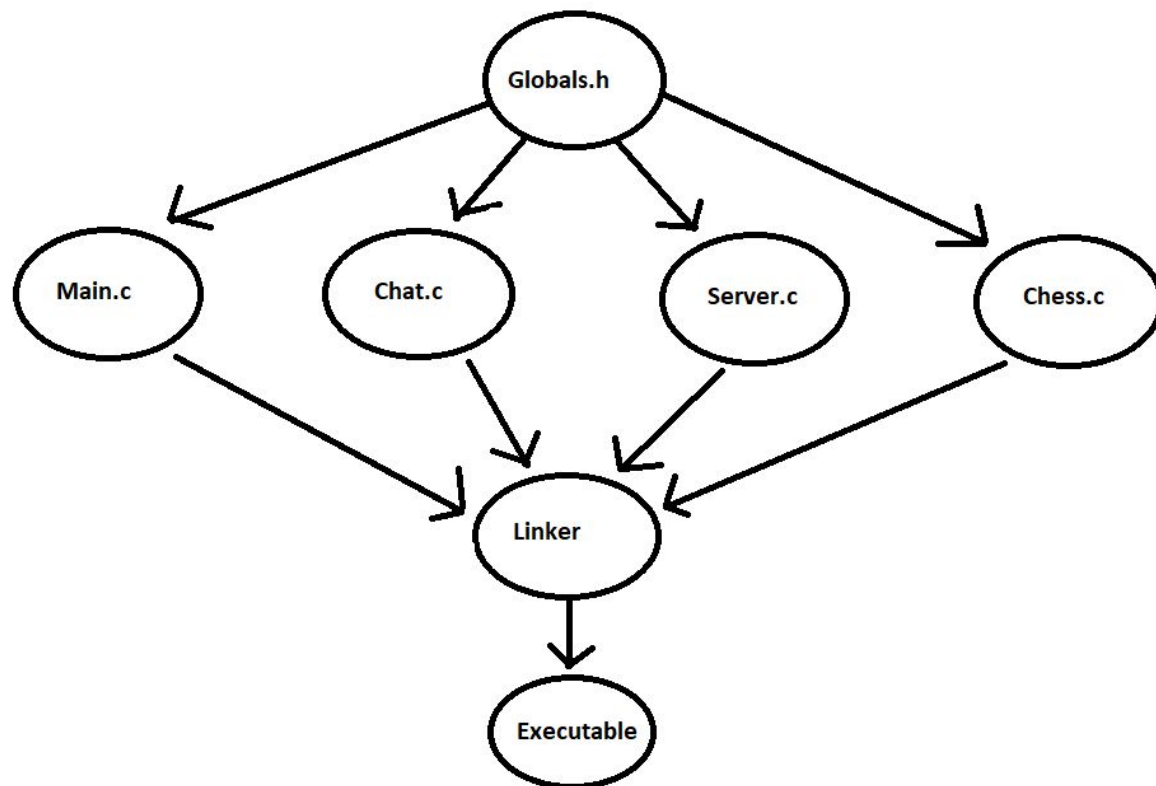 Globals.h
Main.c
Chat.c
Server.c
Chess.c
Linker
Executable